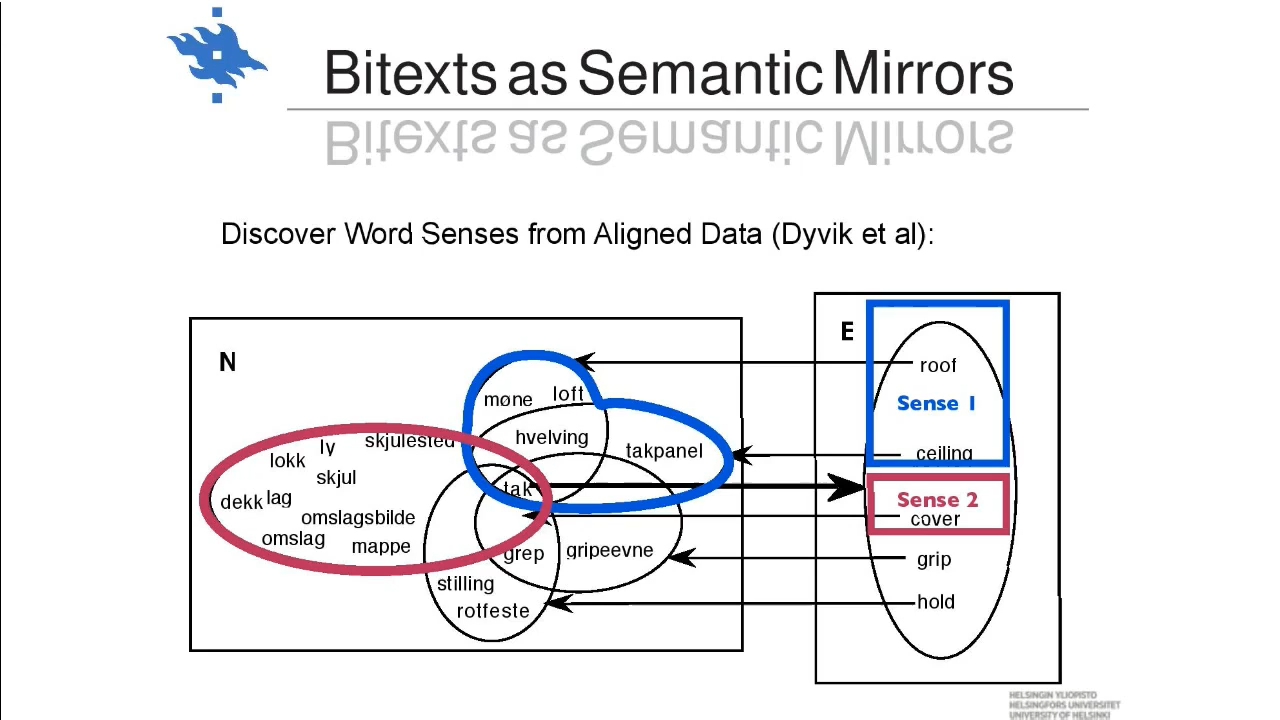 Bitexts as Semantic Mirrors
Bitexts as Semantic Mirrors
Discover Word Senses from Aligned Data (Dyvik et al):
N
møne loft
hvelving
takpanel
skjulested
ly
lokk
skjul
dekk lag
omslagsbilde
omslag
mappe
tak
grep gripeevne
stilling
rotfeste
E
roof
Sense 1
ceiling
Sense 2
cover
grip
hold
HELSINGIN YLIOPISTO
HELSINGFORS UNIVERSITET
UNIVERSITY OF HELSINKI